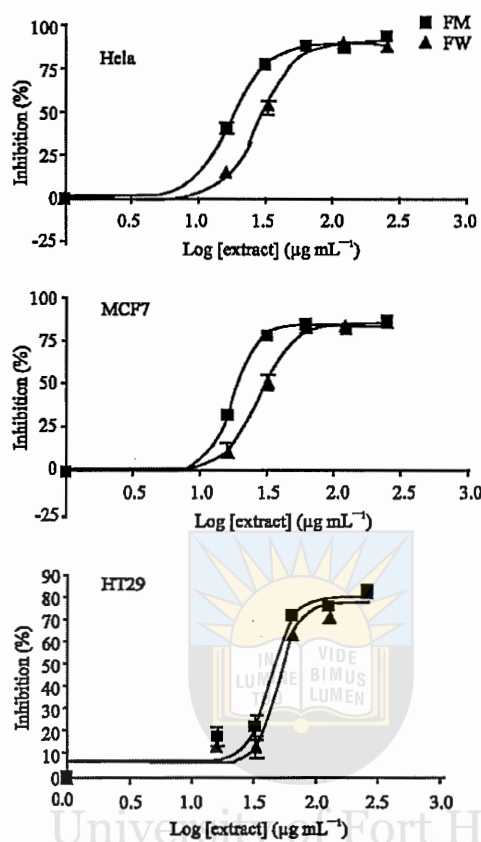 FM
FW
Hela
Inhibition (%)
100
75
50
25
0
-25
0.5 1.0 1.5 2.0 2.5 3.0
Log [extract] (µg mL⁻¹)
MCF7
Inhibition (%)
100
75
50
25
0
-25
0.5 1.0 1.5 2.0 2.5 3.0
Log [extract] (µg mL⁻¹)
HT29
Inhibition (%)
90
80
70
60
50
40
30
20
10
0
0.0 0.5 1.0 1.5 2.0 2.5 3.0
Log [extract] (µg mL⁻¹)
IN VIDE
LUMINE BIMUS
TUO LUMEN
University of Fort H